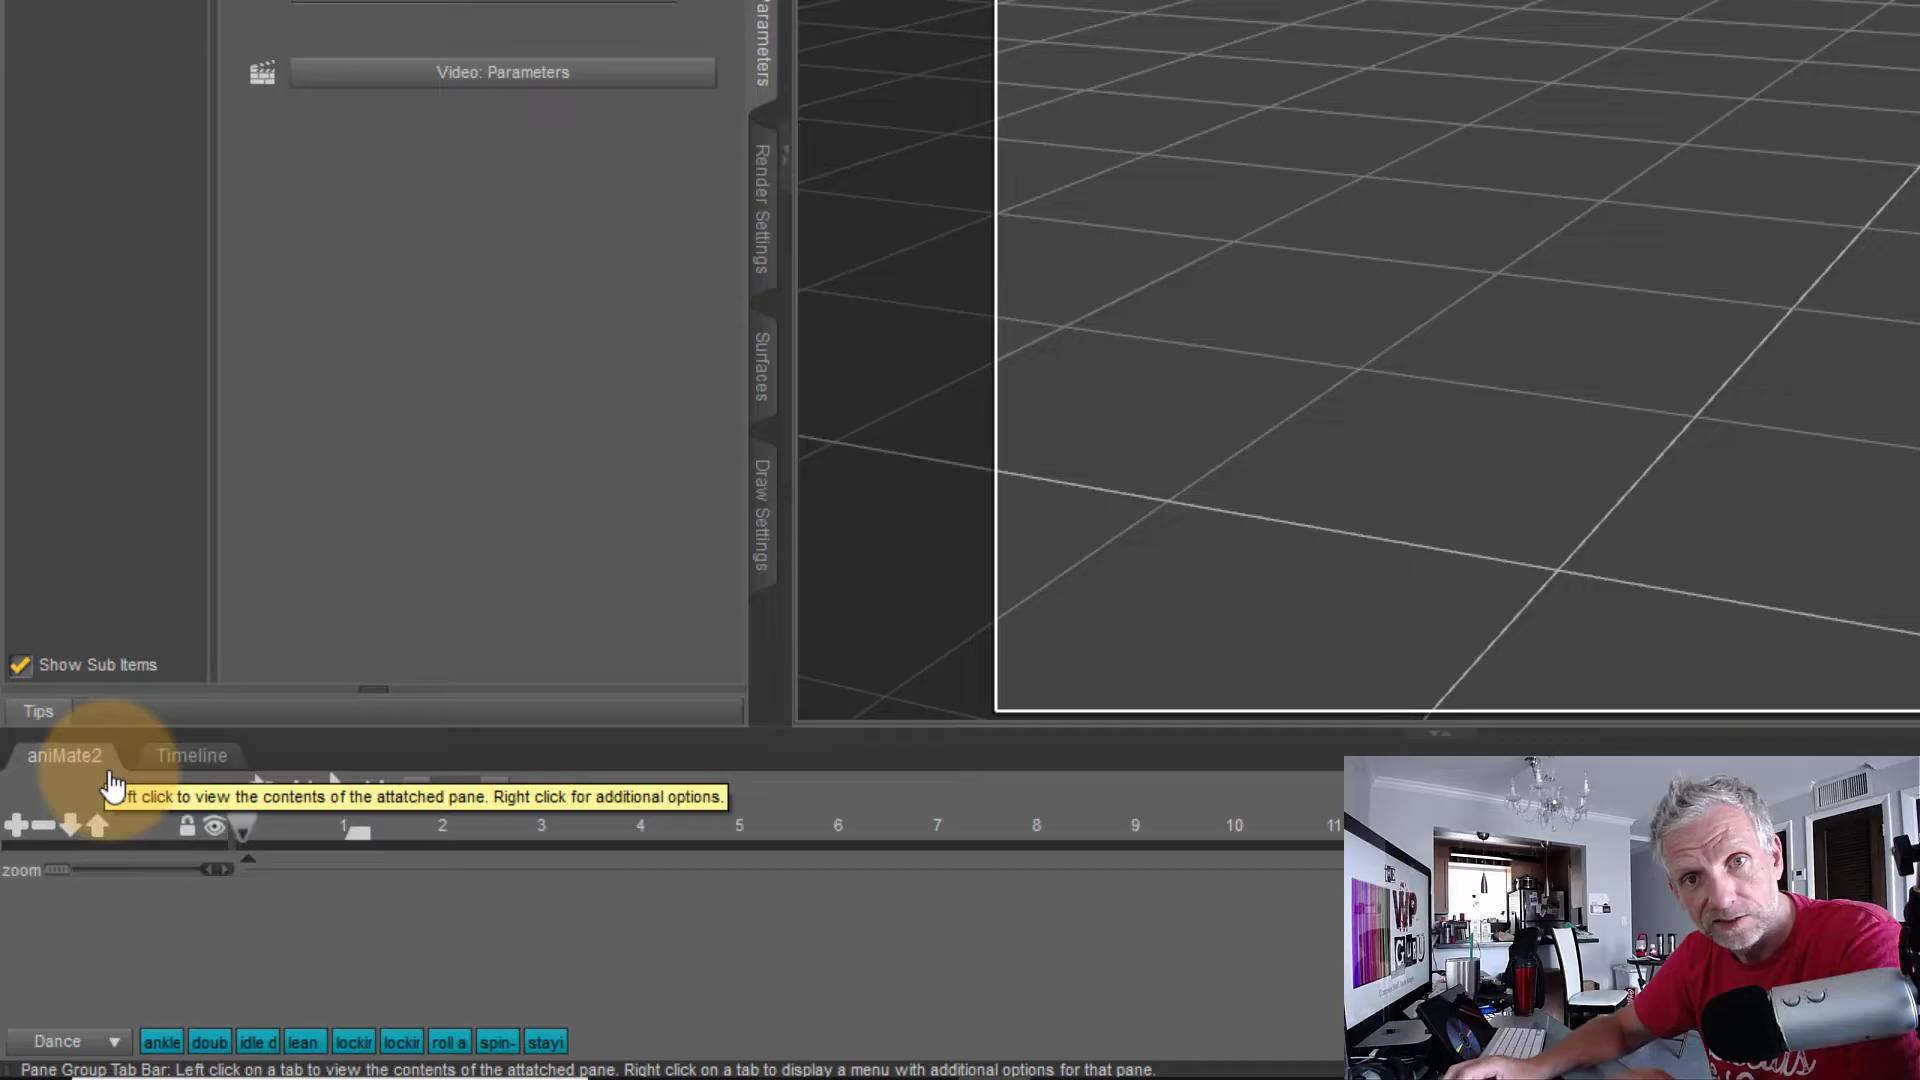 Parameters
Video: Parameters
Render Settings
Surfaces
Draw Settings
Show Sub Items
Tips
aniMate2
Timeline
ft click to view the contents of the attatched pane. Right click for additional options.
1 2 3 4 5 6 7 8 9 10 11
zoom
THE
WP
GURU
Dance
ankle doub idle d lean lockir lockir roll a spin- stayi
Pane Group Tab Bar: Left click on a tab to view the contents of the attatched pane. Right click on a tab to display a menu with additional options for that pane.